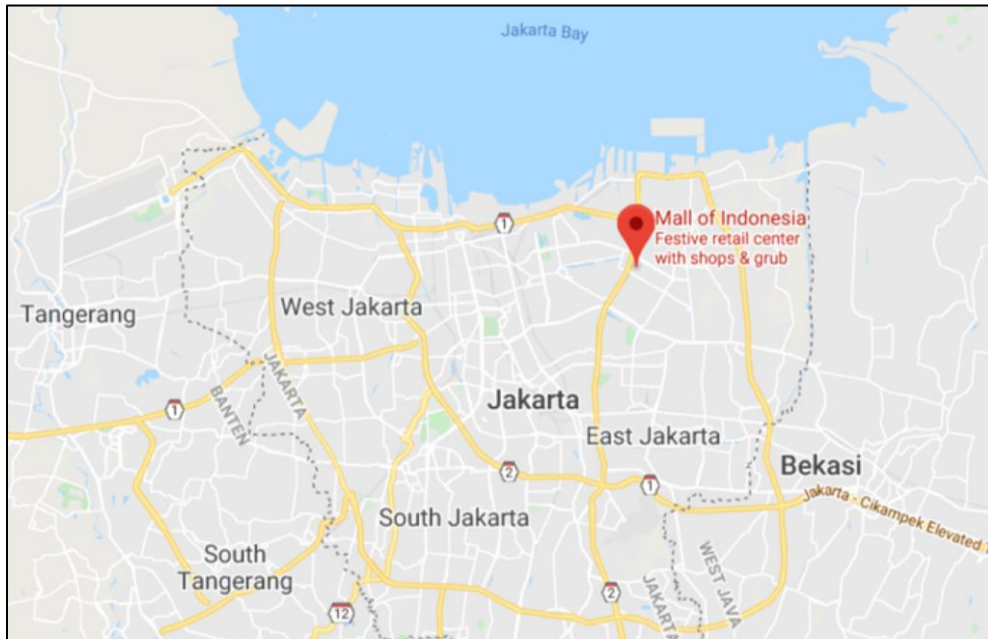 Jakarta Bay
1
Mall of Indonesia
Festive retail center
with shops & grub
Tangerang
West Jakarta
JAKARTA
BANTEN
1
Jakarta
East Jakarta
Bekasi
2
1
Jakarta - Cikampek Elevated T
South Jakarta
South
Tangerang
WEST JAVA
JAKARTA
2
12